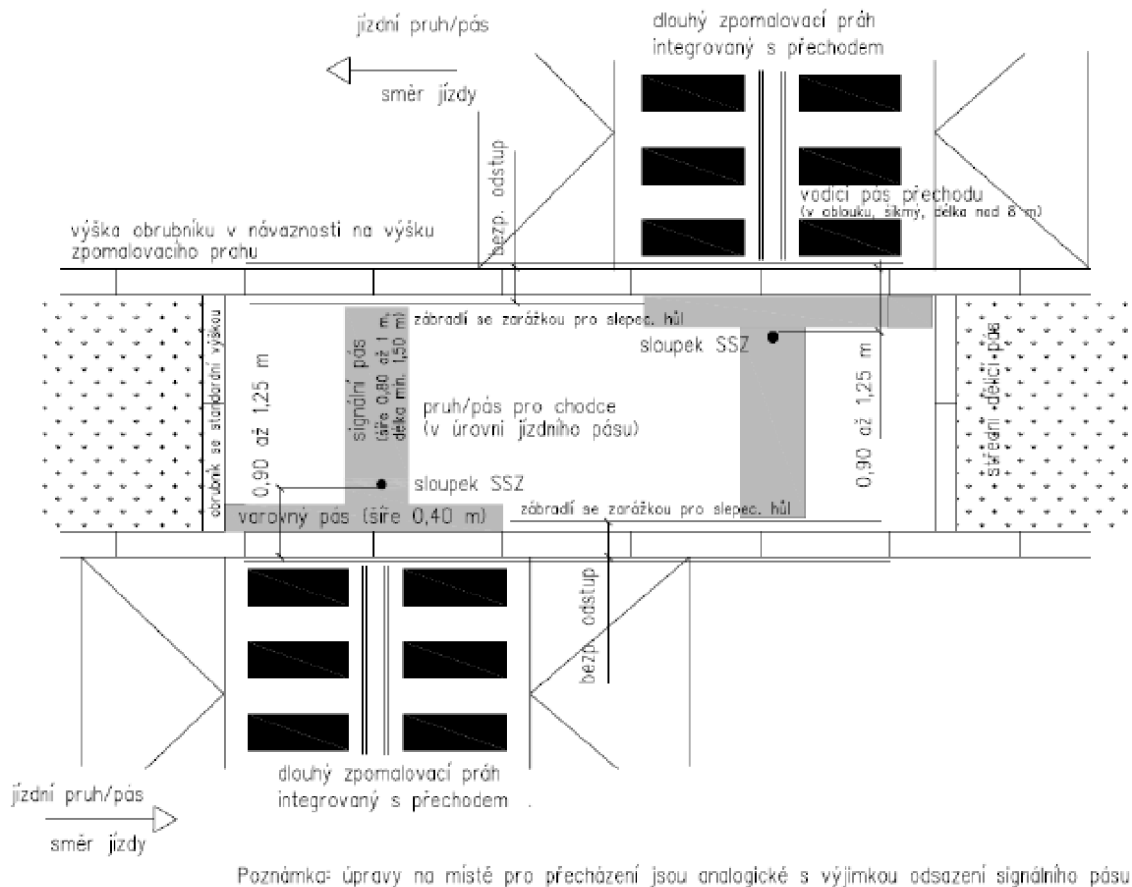 jízdní pruh/pás
směr jízdy
dlouhý zpomalovací práh
integrovaný s přechodem
bezp. odstup
vodicí pás přechodu
(v oblouku, šikmý, délka nad 8 m)
výška obrubníku v návaznosti na výšku
zpomalovacího prahu
obrubník se standardní výškou
0,90 až 1,25 m
signální pás
(šíře 0,80 až 1 m,
délka min. 1,50 m)
zábradlí se zarážkou pro slepec. hůl
sloupek SSZ
pruh/pás pro chodce
(v úrovni jízdního pásu)
0,90 až 1,25 m
střední dělicí pás
sloupek SSZ
varovný pás (šíře 0,40 m)
zábradlí se zarážkou pro slepec. hůl
bezp. odstup
dlouhý zpomalovací práh
integrovaný s přechodem .
jízdní pruh/pás
směr jízdy
Poznámka: úpravy na místě pro přecházení jsou analogické s výjimkou odsazení signálního pásu